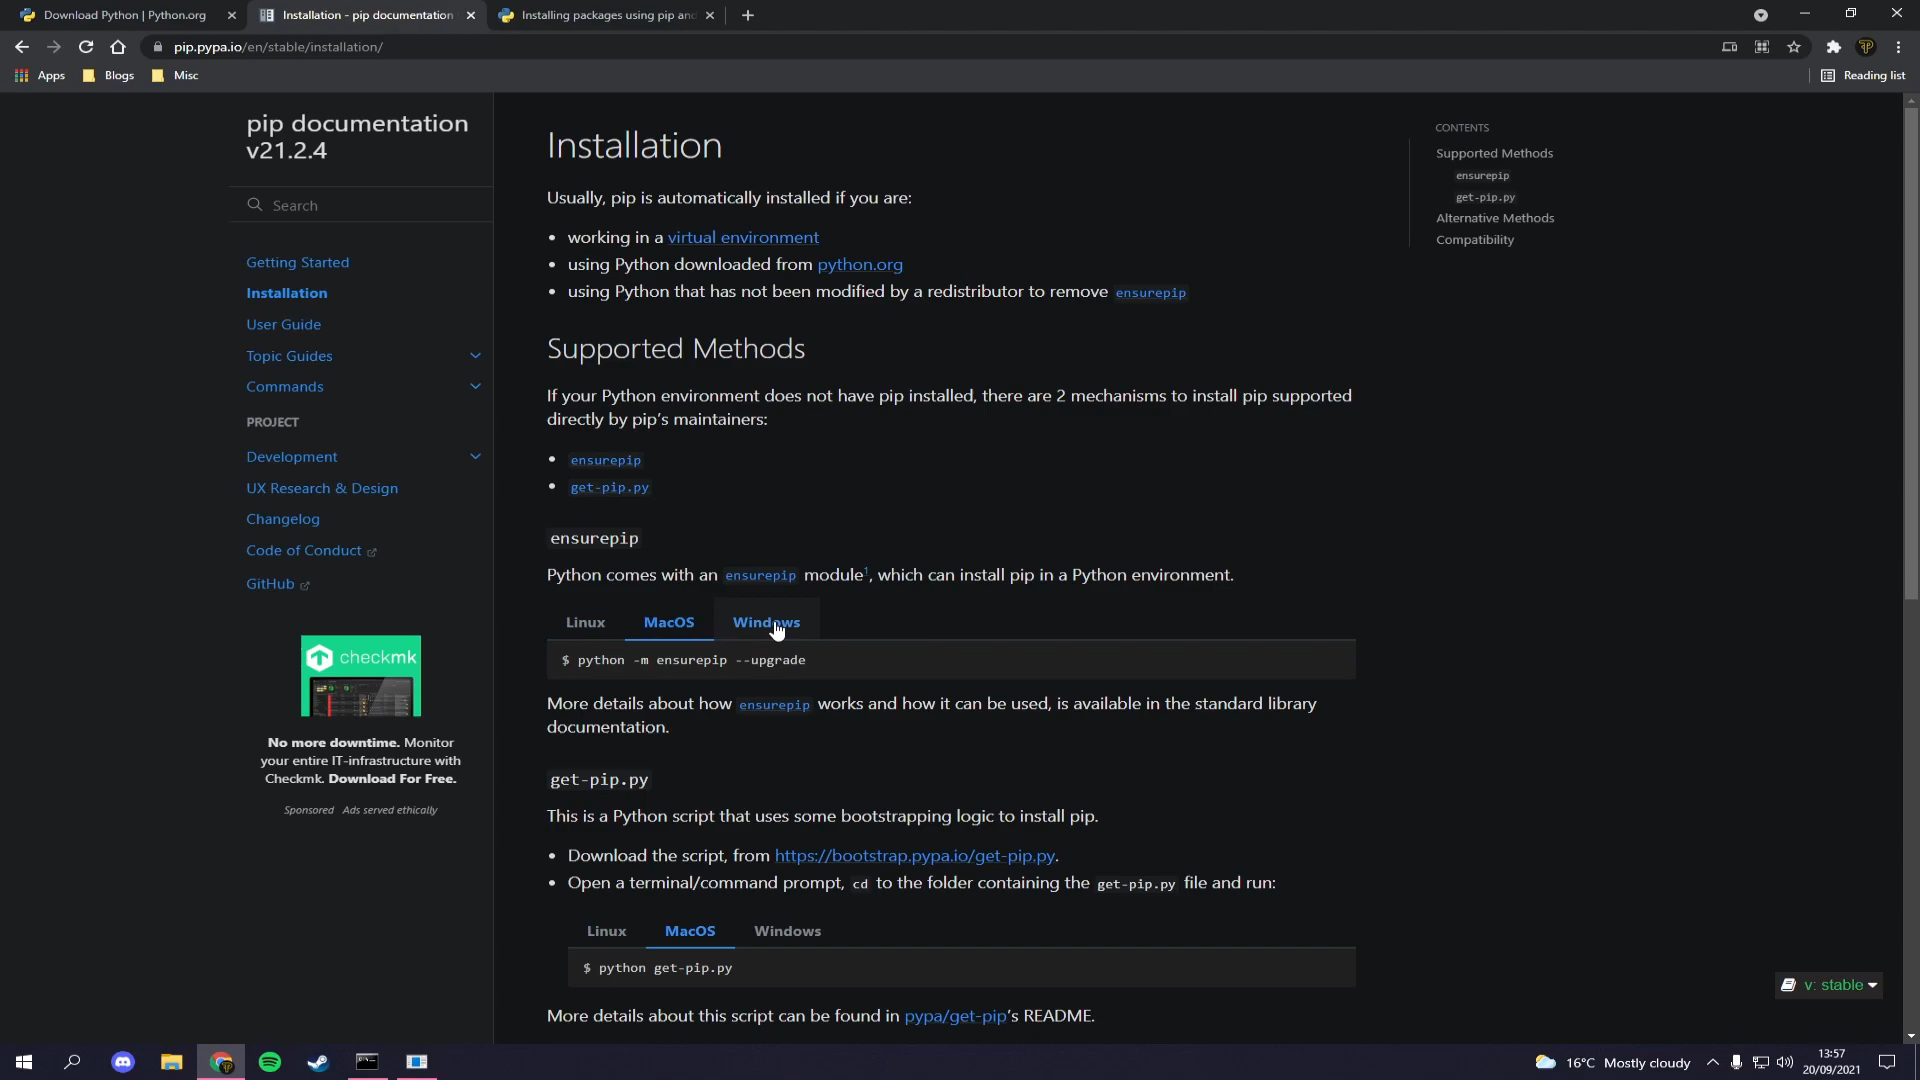 Download Python | Python.org
Installation - pip documentation
Installing packages using pip and
pip.pypa.io/en/stable/installation/
Apps
Blogs
Misc
Reading list
pip documentation
v21.2.4
Search
Getting Started
Installation
User Guide
Topic Guides
Commands
PROJECT
Development
UX Research & Design
Changelog
Code of Conduct
GitHub
checkmk
No more downtime. Monitor
your entire IT-infrastructure with
Checkmk. Download For Free.
Sponsored Ads served ethically
Installation
Usually, pip is automatically installed if you are:
• working in a virtual environment
• using Python downloaded from python.org
• using Python that has not been modified by a redistributor to remove ensurepip
Supported Methods
If your Python environment does not have pip installed, there are 2 mechanisms to install pip supported
directly by pip's maintainers:
• ensurepip
• get-pip.py
ensurepip
Python comes with an ensurepip module1, which can install pip in a Python environment.
Linux MacOS Windows
$ python -m ensurepip --upgrade
More details about how ensurepip works and how it can be used, is available in the standard library
documentation.
get-pip.py
This is a Python script that uses some bootstrapping logic to install pip.
• Download the script, from https://bootstrap.pypa.io/get-pip.py.
• Open a terminal/command prompt, cd to the folder containing the get-pip.py file and run:
Linux MacOS Windows
$ python get-pip.py
More details about this script can be found in pypa/get-pip's README.
CONTENTS
Supported Methods
ensurepip
get-pip.py
Alternative Methods
Compatibility
v: stable
16°C Mostly cloudy
13:57
20/09/2021